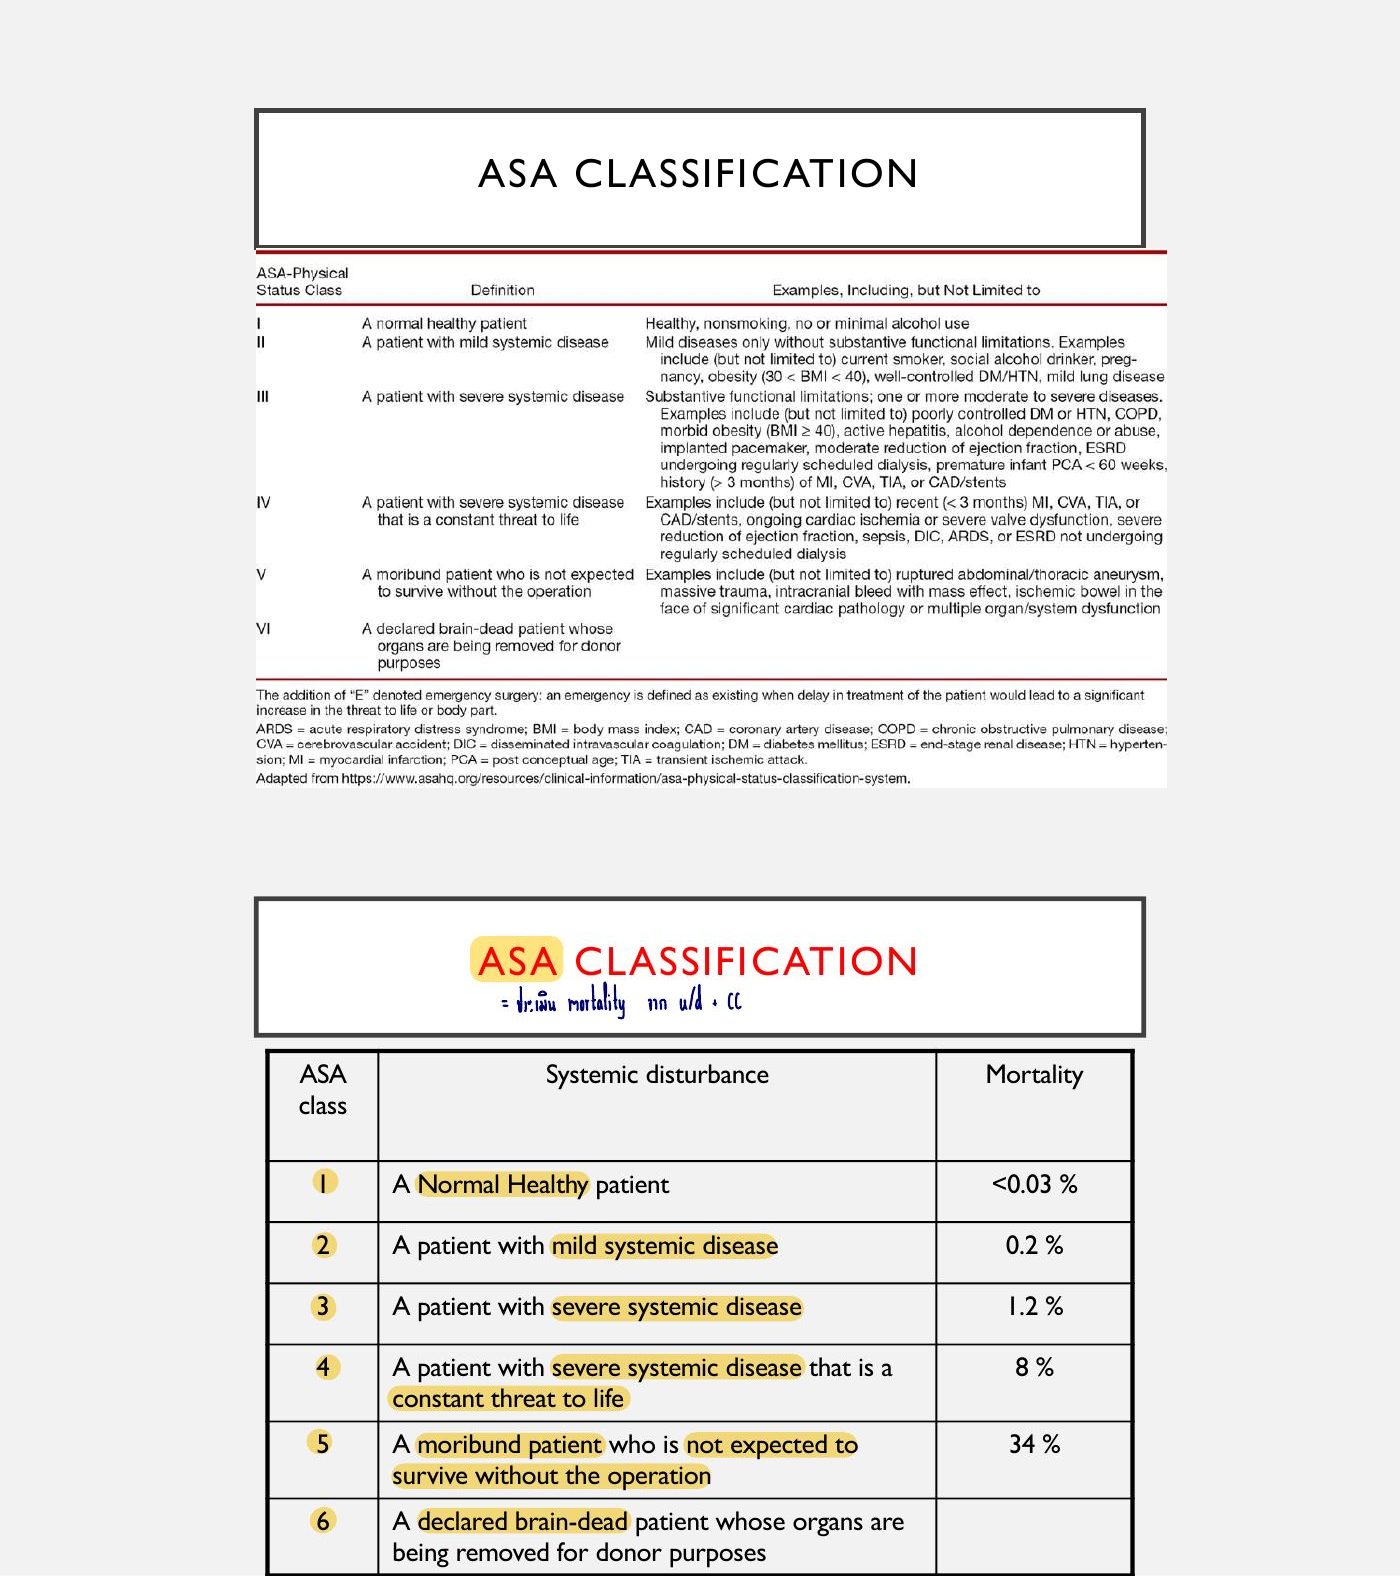 ASA CLASSIFICATION
ASA-Physical
Status Class Definition Examples, Including, but Not Limited to
I A normal healthy patient Healthy, nonsmoking, no or minimal alcohol use
II A patient with mild systemic disease Mild diseases only without substantive functional limitations. Examples
include (but not limited to) current smoker, social alcohol drinker, preg-
nancy, obesity (30 < BMI < 40), well-controlled DM/HTN, mild lung disease
III A patient with severe systemic disease Substantive functional limitations; one or more moderate to severe diseases.
Examples include (but not limited to) poorly controlled DM or HTN, COPD,
morbid obesity (BMI ≥ 40), active hepatitis, alcohol dependence or abuse,
implanted pacemaker, moderate reduction of ejection fraction, ESRD
undergoing regularly scheduled dialysis, premature infant PCA < 60 weeks,
history (> 3 months) of MI, CVA, TIA, or CAD/stents
IV A patient with severe systemic disease Examples include (but not limited to) recent (< 3 months) MI, CVA, TIA, or
that is a constant threat to life CAD/stents, ongoing cardiac ischemia or severe valve dysfunction, severe
reduction of ejection fraction, sepsis, DIC, ARDS, or ESRD not undergoing
regularly scheduled dialysis
V A moribund patient who is not expected Examples include (but not limited to) ruptured abdominal/thoracic aneurysm,
to survive without the operation massive trauma, intracranial bleed with mass effect, ischemic bowel in the
face of significant cardiac pathology or multiple organ/system dysfunction
VI A declared brain-dead patient whose
organs are being removed for donor
purposes
The addition of “E” denoted emergency surgery: an emergency is defined as existing when delay in treatment of the patient would lead to a significant
increase in the threat to life or body part.
ARDS = acute respiratory distress syndrome; BMI = body mass index; CAD = coronary artery disease; COPD = chronic obstructive pulmonary disease;
CVA = cerebrovascular accident; DIC = disseminated intravascular coagulation; DM = diabetes mellitus; ESRD = end-stage renal disease; HTN = hyperten-
sion; MI = myocardial infarction; PCA = post conceptual age; TIA = transient ischemic attack.
Adapted from https://www.asahq.org/resources/clinical-information/asa-physical-status-classification-system.
ASA CLASSIFICATION
= ประเมิน mortality จาก u/d + CC
ASA Systemic disturbance Mortality
class
1 A Normal Healthy patient <0.03 %
2 A patient with mild systemic disease 0.2 %
3 A patient with severe systemic disease 1.2 %
4 A patient with severe systemic disease that is a 8 %
constant threat to life
5 A moribund patient who is not expected to 34 %
survive without the operation
6 A declared brain-dead patient whose organs are
being removed for donor purposes